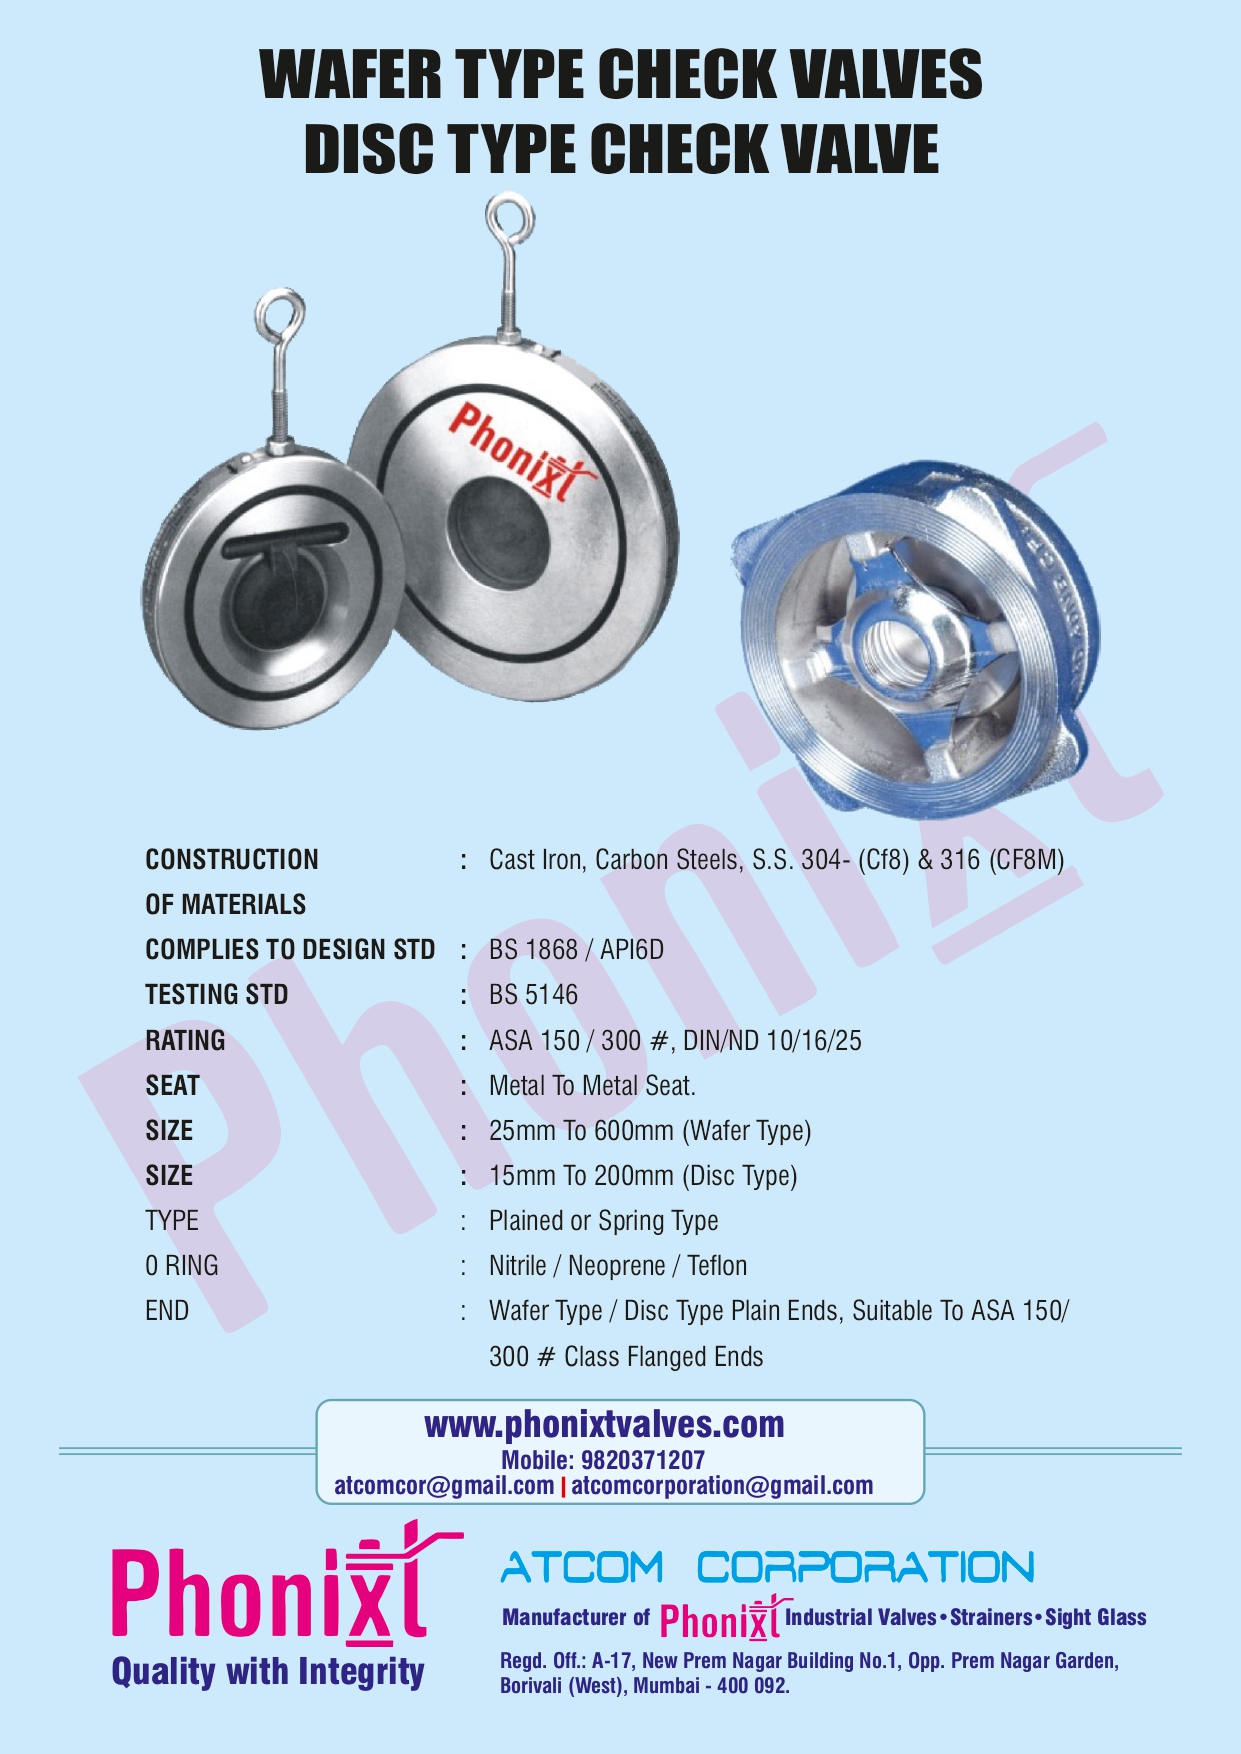 WAFER TYPE CHECK VALVES
DISC TYPE CHECK VALVE
Phonixt
CONSTRUCTION : Cast Iron, Carbon Steels, S.S. 304- (Cf8) & 316 (CF8M)
OF MATERIALS
COMPLIES TO DESIGN STD : BS 1868 / API6D
TESTING STD : BS 5146
RATING : ASA 150 / 300 #, DIN/ND 10/16/25
SEAT : Metal To Metal Seat.
SIZE : 25mm To 600mm (Wafer Type)
SIZE : 15mm To 200mm (Disc Type)
TYPE : Plained or Spring Type
0 RING : Nitrile / Neoprene / Teflon
END : Wafer Type / Disc Type Plain Ends, Suitable To ASA 150/
300 # Class Flanged Ends
Phonixt
www.phonixtvalves.com
Mobile: 9820371207
atcomcor@gmail.com | atcomcorporation@gmail.com
Phonixt
Quality with Integrity
ATCOM CORPORATION
Manufacturer of Phonixt Industrial Valves • Strainers • Sight Glass
Regd. Off.: A-17, New Prem Nagar Building No.1, Opp. Prem Nagar Garden,
Borivali (West), Mumbai - 400 092.